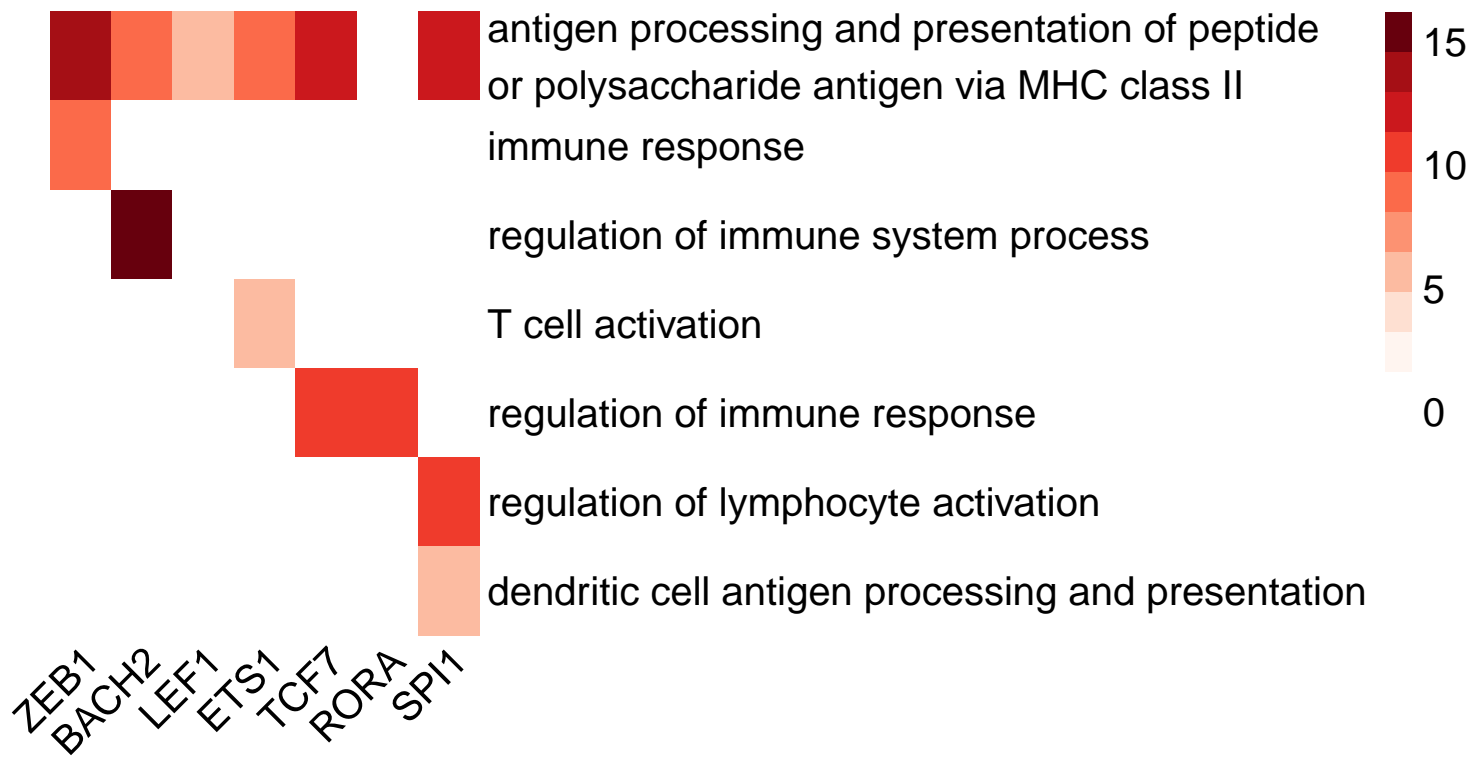 antigen processing and presentation of peptide
or polysaccharide antigen via MHC class II
immune response
regulation of immune system process
T cell activation
regulation of immune response
regulation of lymphocyte activation
dendritic cell antigen processing and presentation
ZEB1
BACH2
LEF1
ETS1
TCF7
RORA
SPI1
15
10
5
0